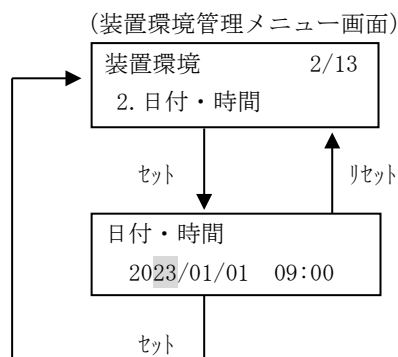 (装置環境管理メニュー画面)
装置環境 2/13
2.日付・時間
ｾｯﾄ ﾘｾｯﾄ
日付・時間
2023/01/01 09:00
ｾｯﾄ